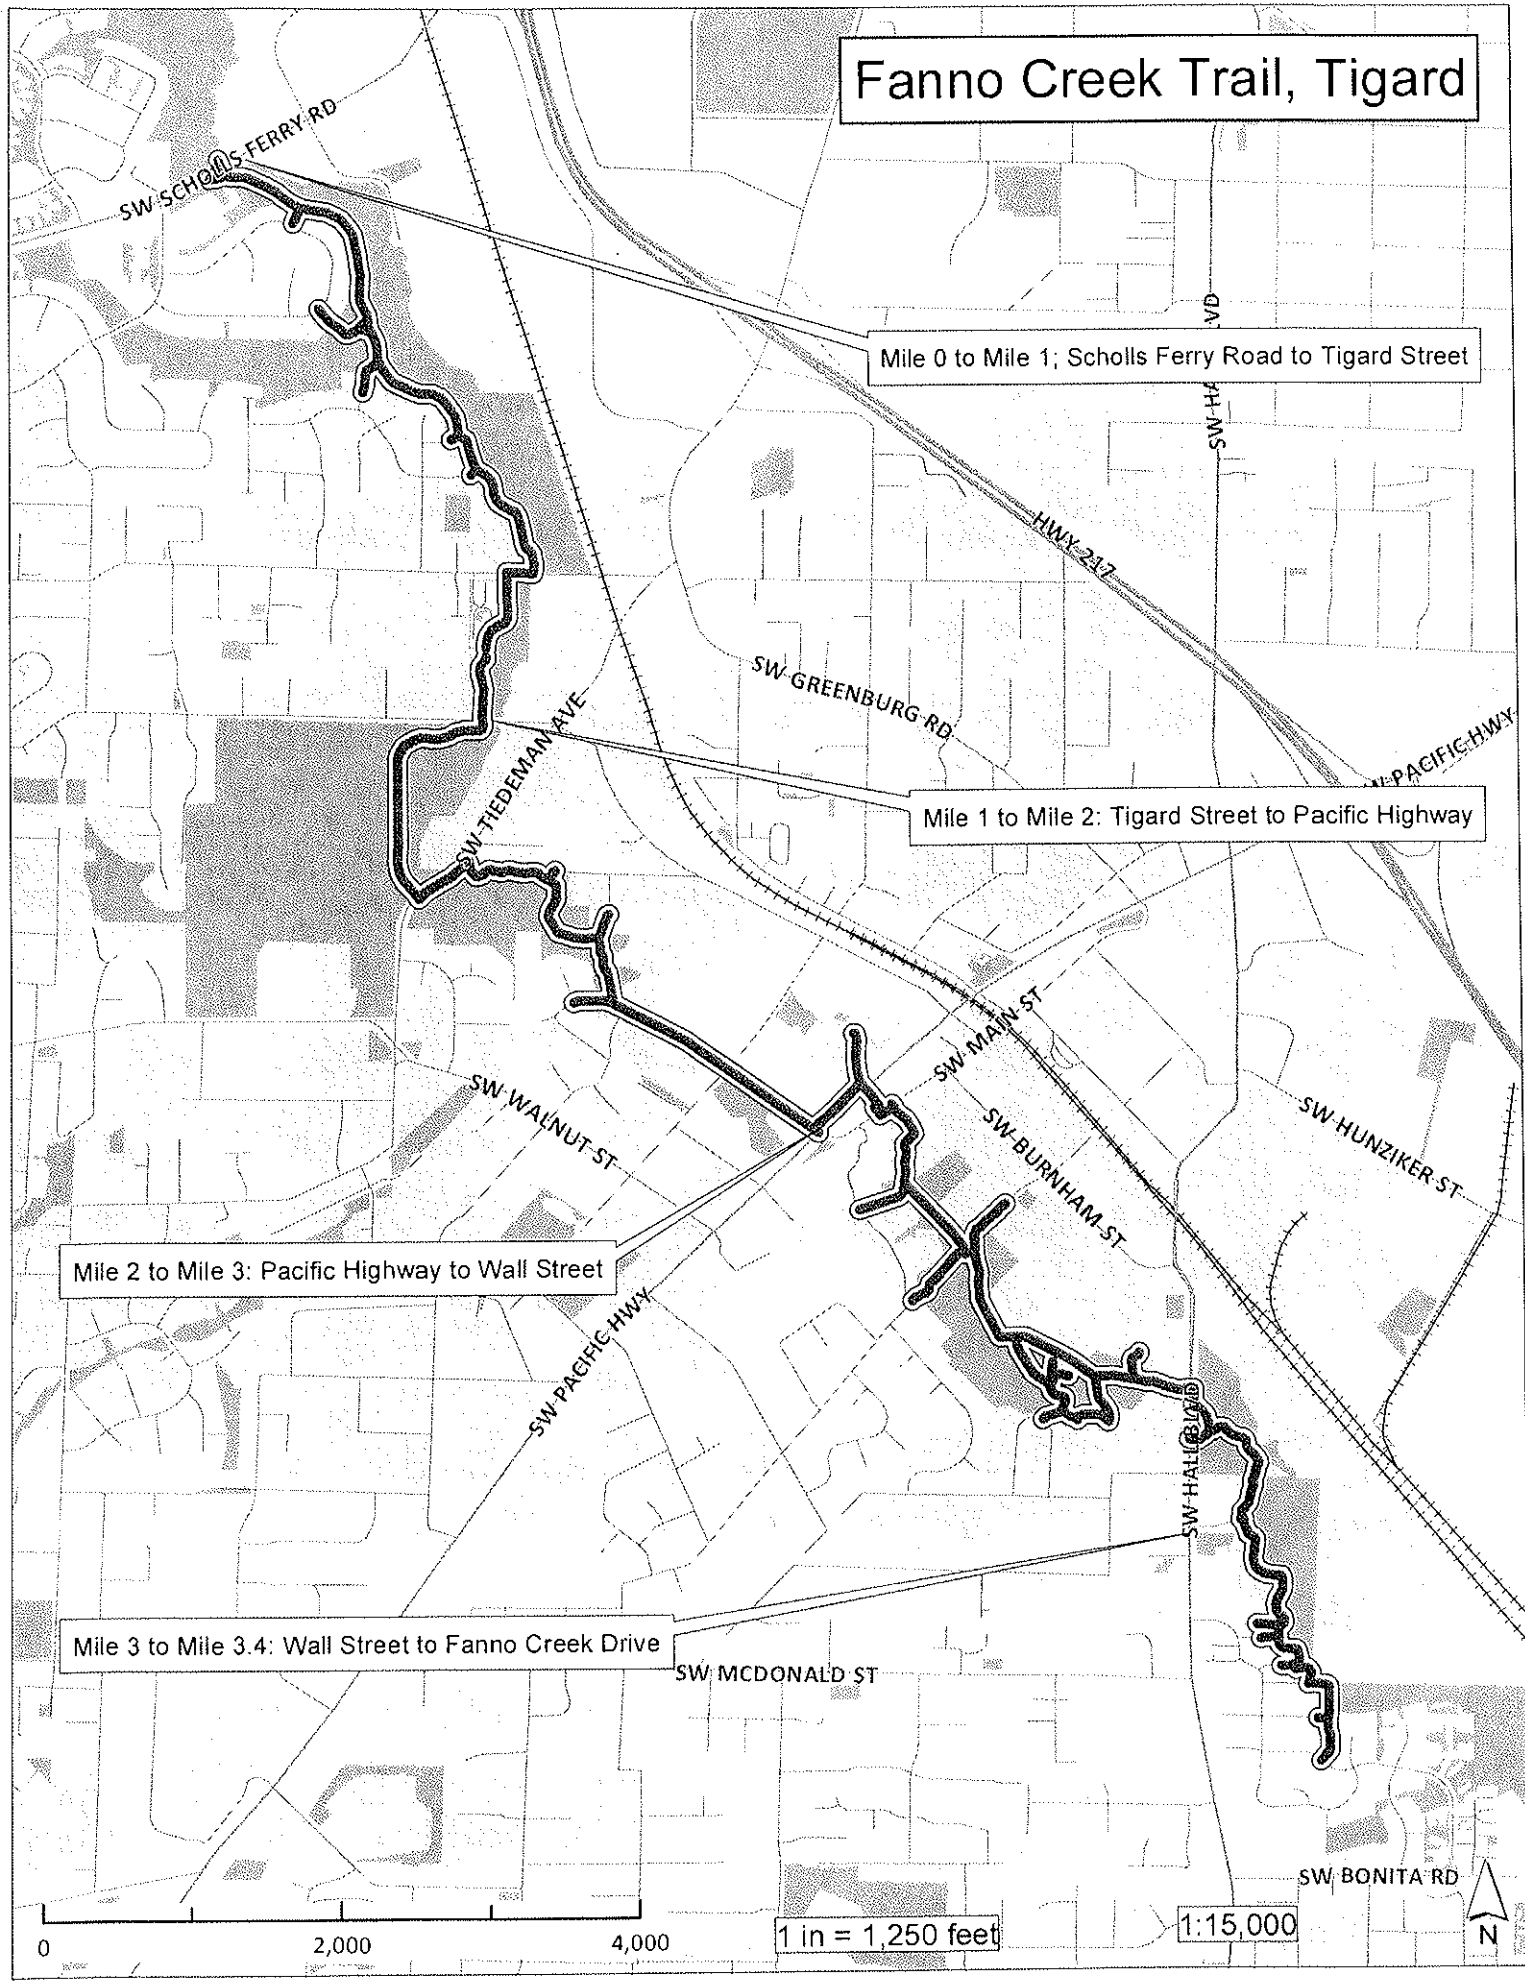 Fanno Creek Trail, Tigard
SW SCHOLLS FERRY RD
Mile 0 to Mile 1; Scholls Ferry Road to Tigard Street
HWY 217
SW GREENBURG RD
SW TIEDEMAN AVE
SW PACIFIC HWY
Mile 1 to Mile 2: Tigard Street to Pacific Highway
SW MAIN ST
SW WALNUT ST
SW BURNHAM ST
SW HUNZIKER ST
Mile 2 to Mile 3: Pacific Highway to Wall Street
SW PACIFIC HWY
SW HALL BLVD
Mile 3 to Mile 3.4: Wall Street to Fanno Creek Drive
SW MCDONALD ST
SW BONITA RD
0 2,000 4,000
1 in = 1,250 feet
1:15,000
N